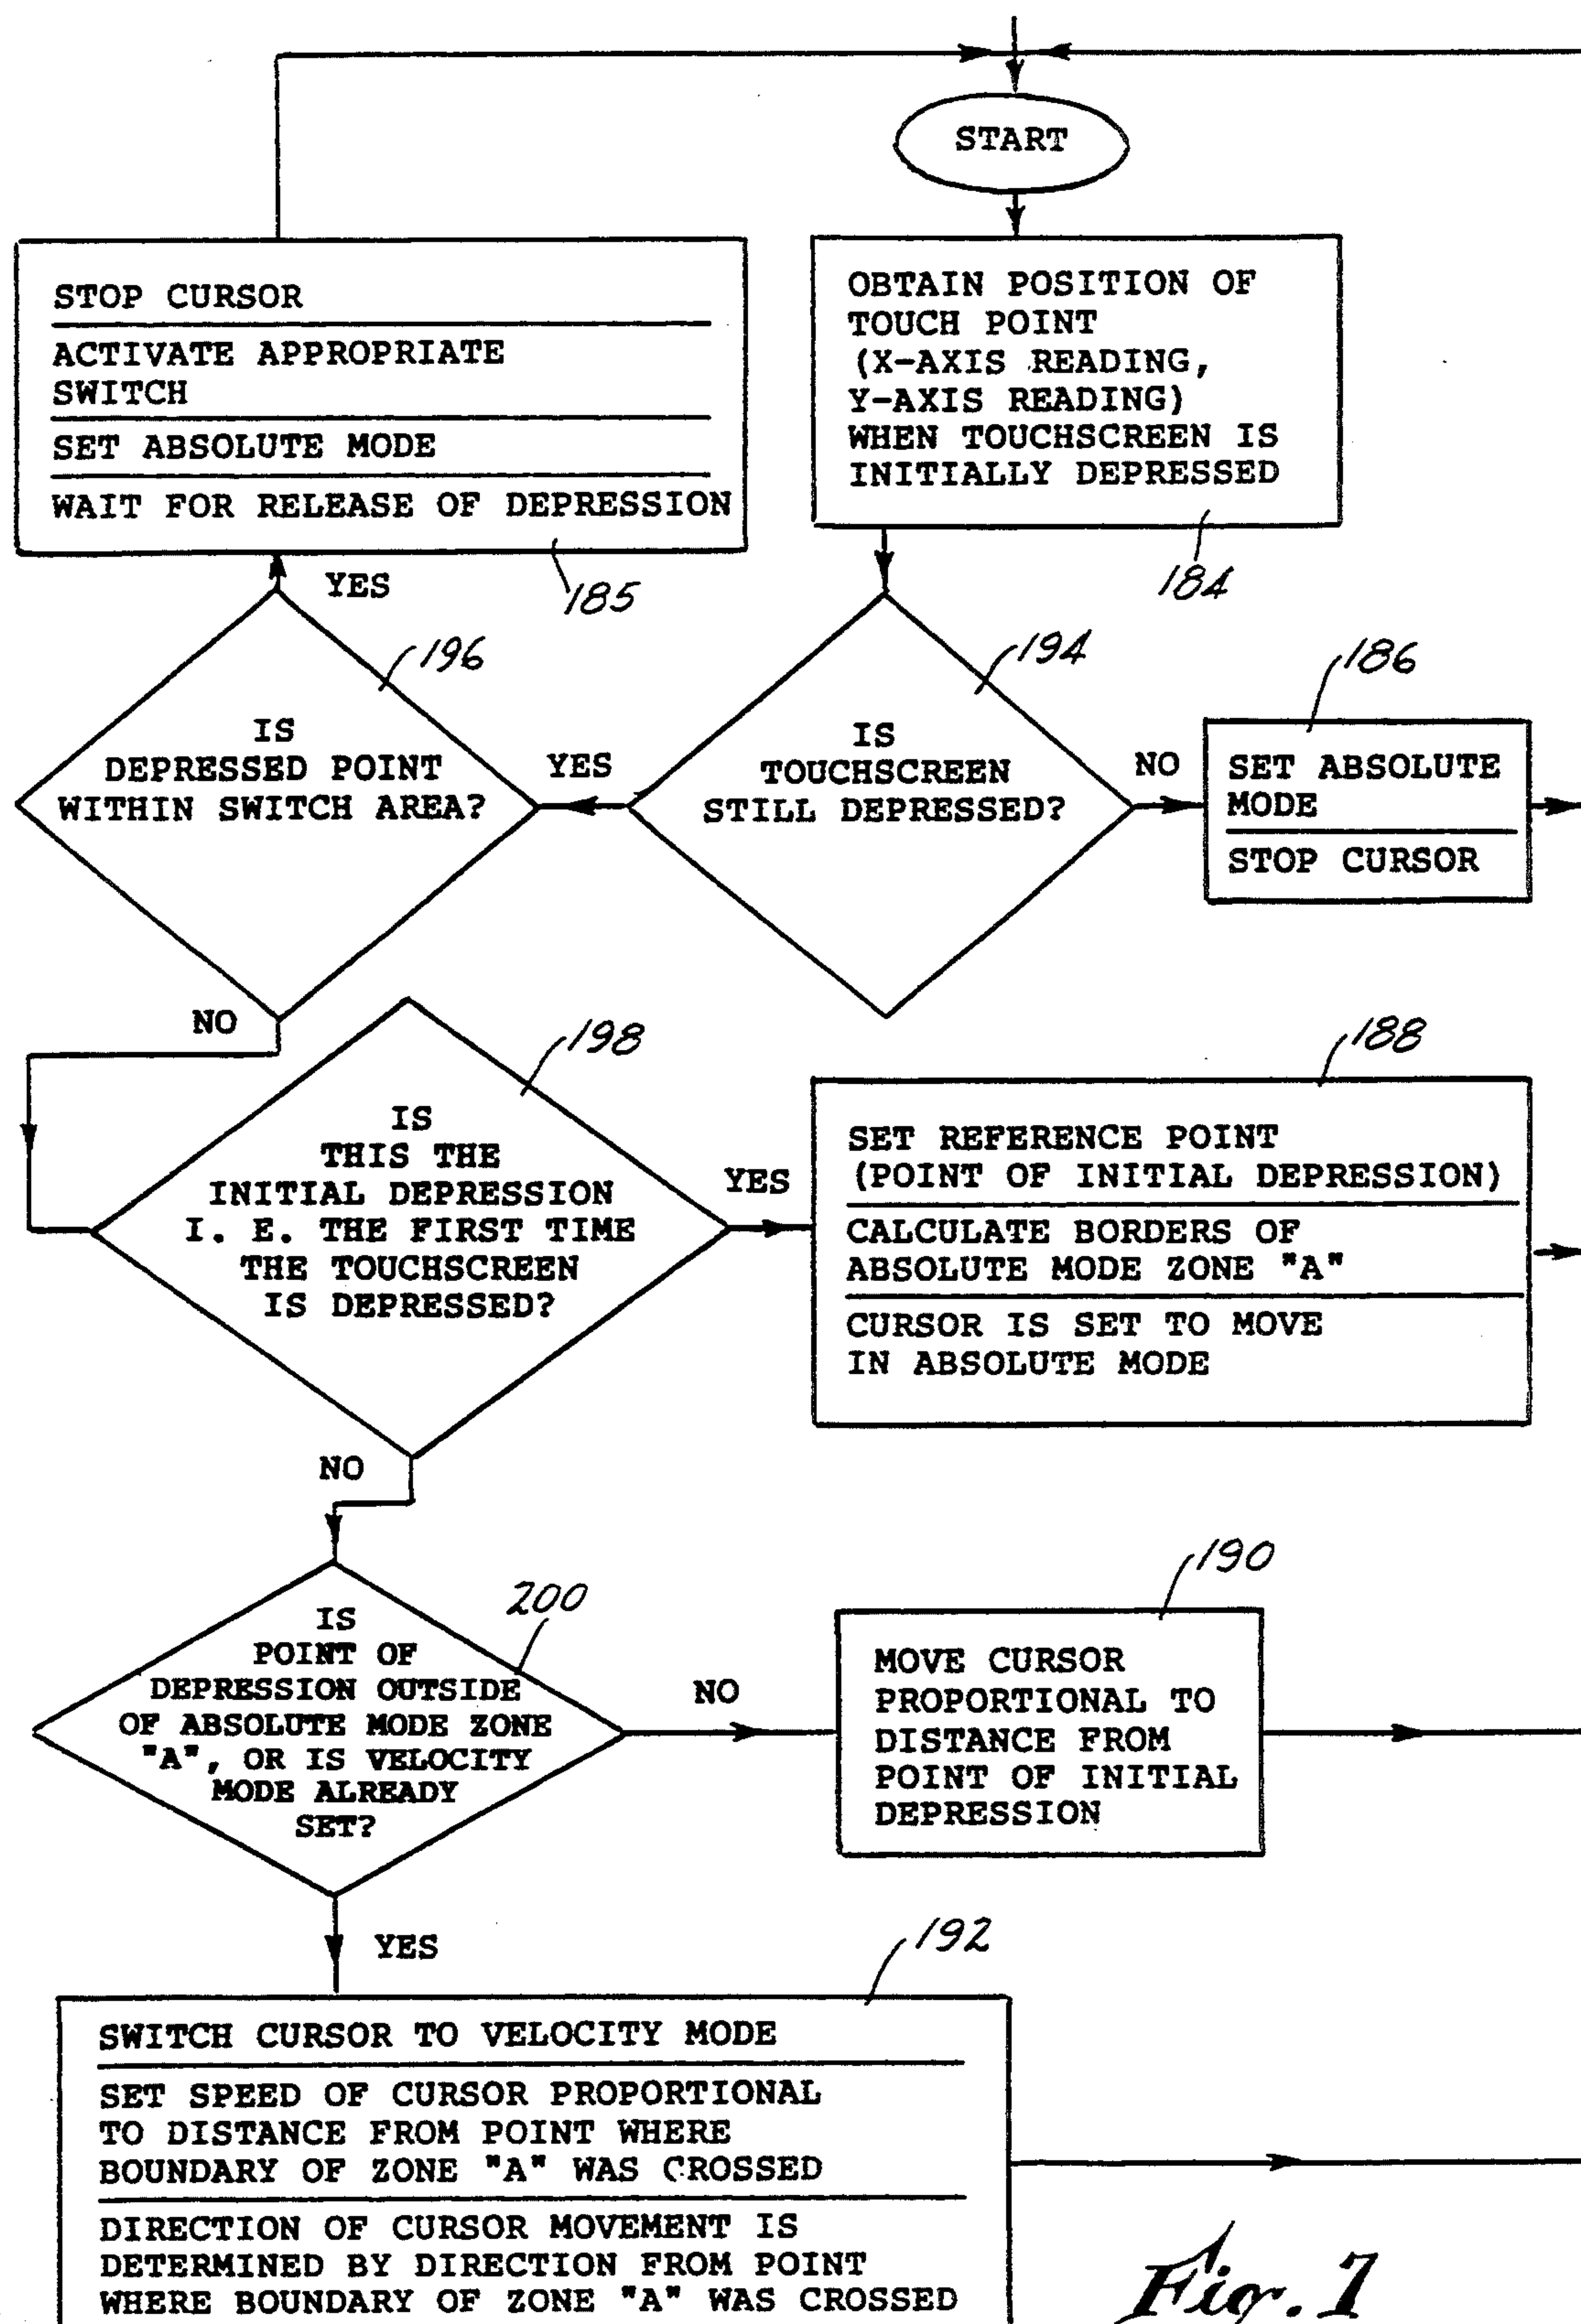 START
STOP CURSOR
ACTIVATE APPROPRIATE
SWITCH
SET ABSOLUTE MODE
WAIT FOR RELEASE OF DEPRESSION
185
OBTAIN POSITION OF
TOUCH POINT
(X-AXIS READING,
Y-AXIS READING)
WHEN TOUCHSCREEN IS
INITIALLY DEPRESSED
184
YES
196
IS
DEPRESSED POINT
WITHIN SWITCH AREA?
YES
194
IS
TOUCHSCREEN
STILL DEPRESSED?
NO
186
SET ABSOLUTE
MODE
STOP CURSOR
NO
198
IS
THIS THE
INITIAL DEPRESSION
I. E. THE FIRST TIME
THE TOUCHSCREEN
IS DEPRESSED?
YES
188
SET REFERENCE POINT
(POINT OF INITIAL DEPRESSION)
CALCULATE BORDERS OF
ABSOLUTE MODE ZONE "A"
CURSOR IS SET TO MOVE
IN ABSOLUTE MODE
NO
200
IS
POINT OF
DEPRESSION OUTSIDE
OF ABSOLUTE MODE ZONE
"A", OR IS VELOCITY
MODE ALREADY
SET?
NO
190
MOVE CURSOR
PROPORTIONAL TO
DISTANCE FROM
POINT OF INITIAL
DEPRESSION
YES
192
SWITCH CURSOR TO VELOCITY MODE
SET SPEED OF CURSOR PROPORTIONAL
TO DISTANCE FROM POINT WHERE
BOUNDARY OF ZONE "A" WAS CROSSED
DIRECTION OF CURSOR MOVEMENT IS
DETERMINED BY DIRECTION FROM POINT
WHERE BOUNDARY OF ZONE "A" WAS CROSSED
Fig. 7